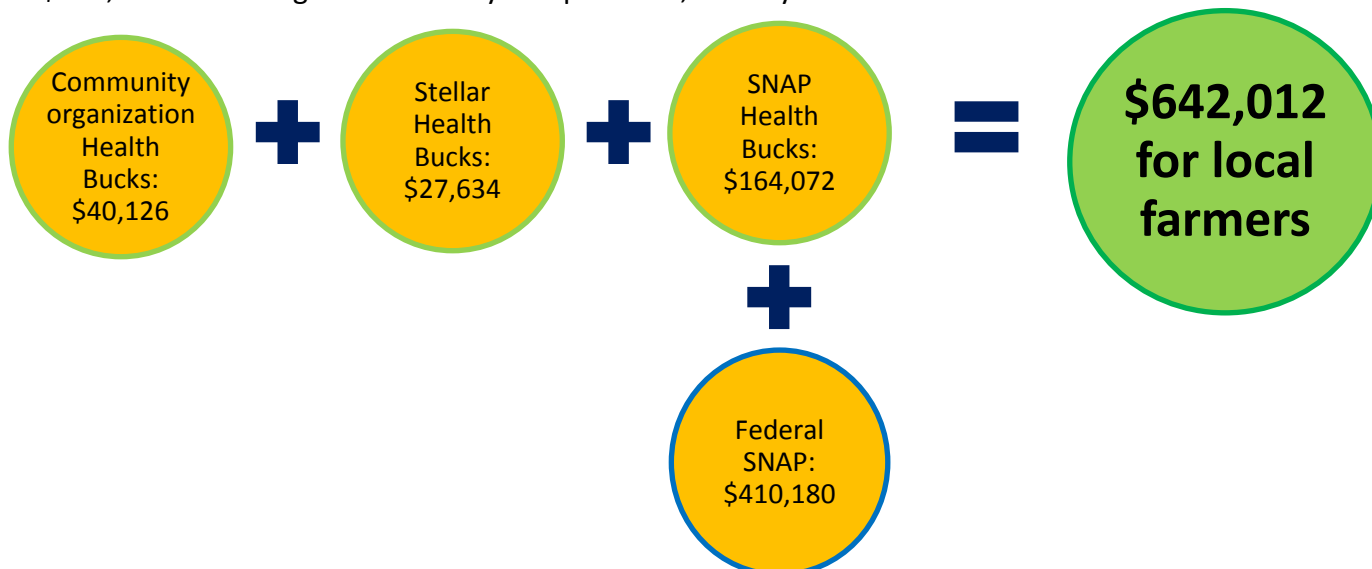 Community
organization
Health
Bucks:
$40,126
Stellar
Health
Bucks:
$27,634
SNAP
Health
Bucks:
$164,072
$642,012
for local
farmers
Federal
SNAP:
$410,180